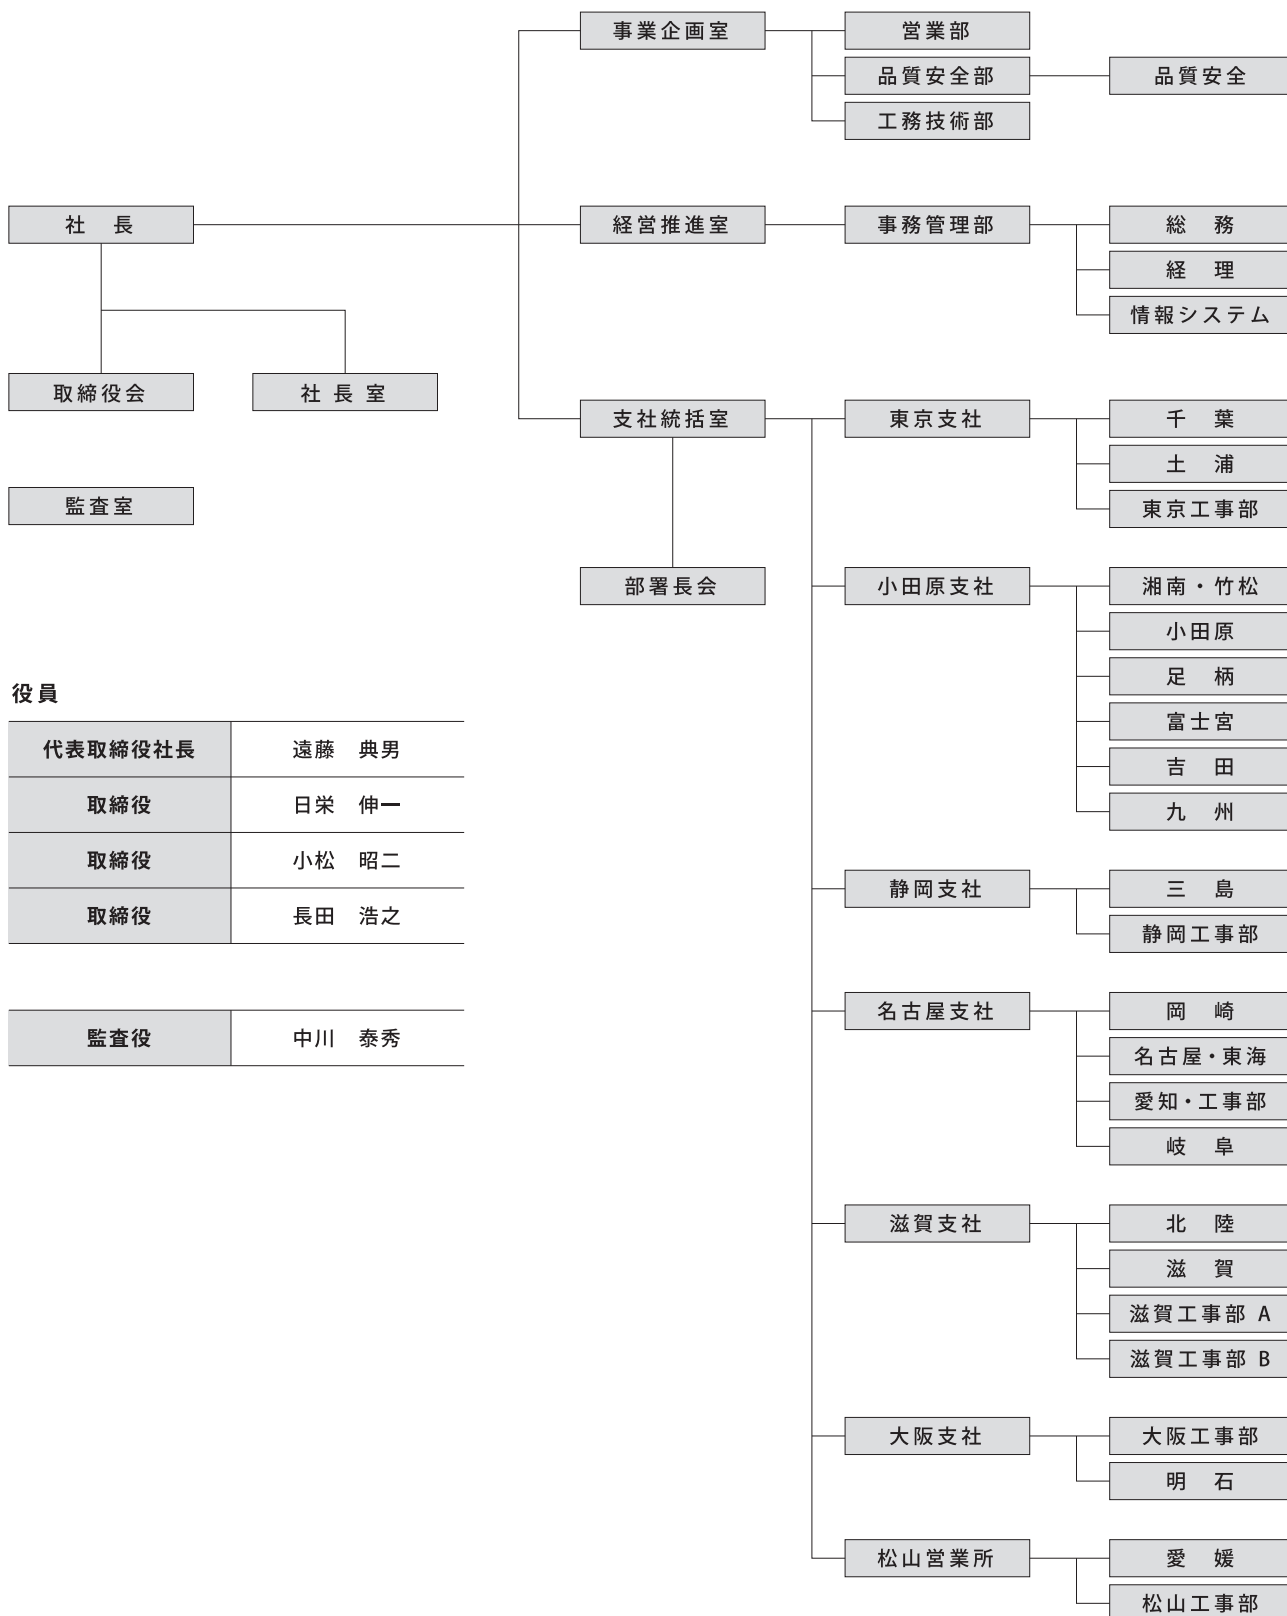 事業企画室
営業部
品質安全部
品質安全
工務技術部
社　長
経営推進室
事務管理部
総　務
経　理
情報システム
取締役会
社 長 室
支社統括室
東京支社
千　葉
土　浦
東京工事部
監査室
部署長会
小田原支社
湘南・竹松
小田原
足　柄
富士宮
吉　田
九　州
静岡支社
三　島
静岡工事部
名古屋支社
岡　崎
名古屋・東海
愛知・工事部
岐　阜
滋賀支社
北　陸
滋　賀
滋賀工事部 A
滋賀工事部 B
大阪支社
大阪工事部
明　石
松山営業所
愛　媛
松山工事部
役員
代表取締役社長　遠藤　典男
取締役　日栄　伸一
取締役　小松　昭二
取締役　長田　浩之
監査役　中川　泰秀